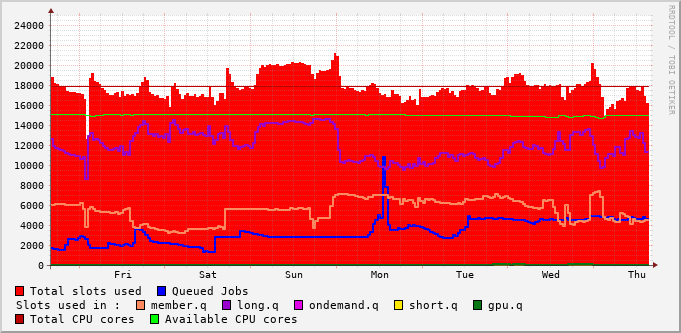 RRDTOOL / TOBI OETIKER
24000
22000
20000
18000
16000
14000
12000
10000
8000
6000
4000
2000
0
Fri Sat Sun Mon Tue Wed Thu
Total slots used Queued Jobs
Slots used in : member.q long.q ondemand.q short.q gpu.q
Total CPU cores Available CPU cores